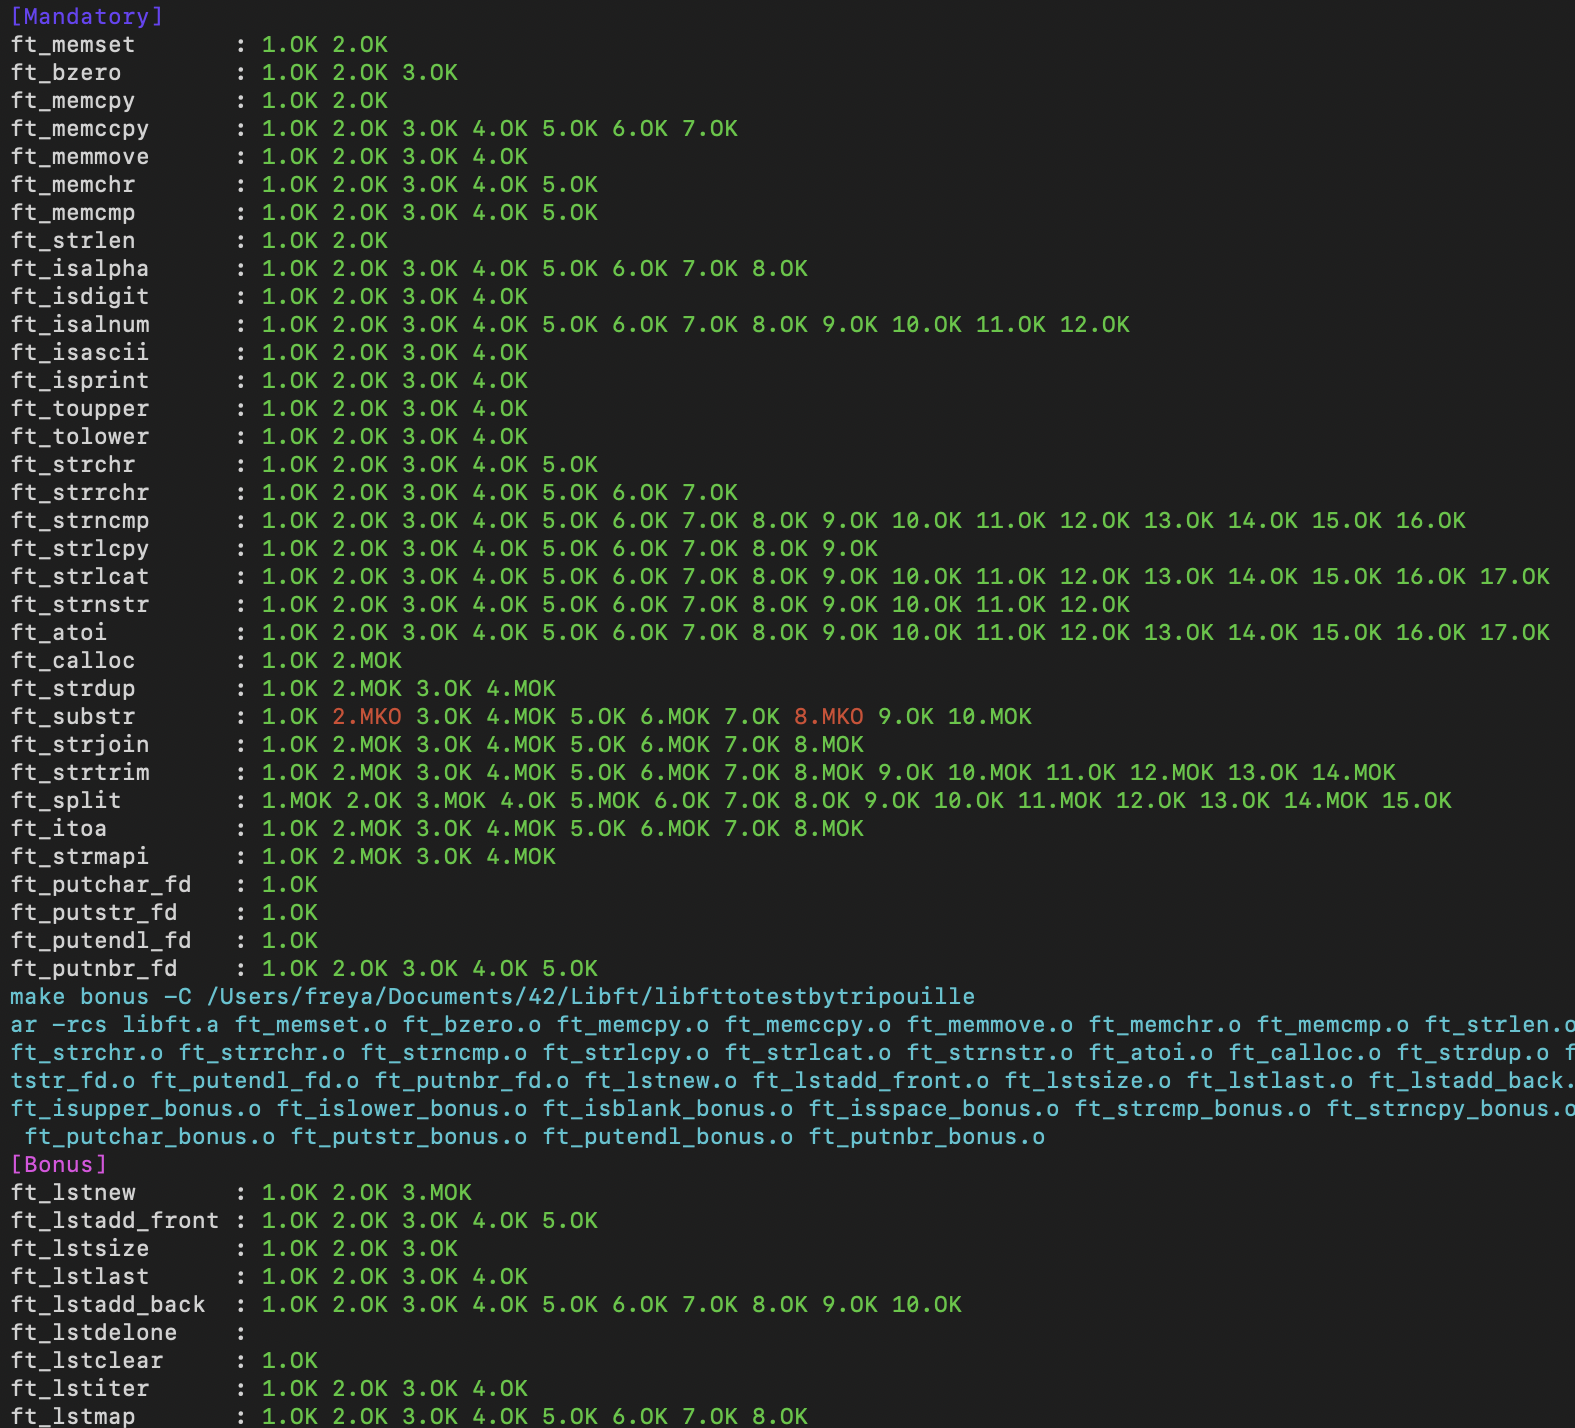 [Mandatory]
ft_memset : 1.OK 2.OK
ft_bzero : 1.OK 2.OK 3.OK
ft_memcpy : 1.OK 2.OK
ft_memccpy : 1.OK 2.OK 3.OK 4.OK 5.OK 6.OK 7.OK
ft_memmove : 1.OK 2.OK 3.OK 4.OK
ft_memchr : 1.OK 2.OK 3.OK 4.OK 5.OK
ft_memcmp : 1.OK 2.OK 3.OK 4.OK 5.OK
ft_strlen : 1.OK 2.OK
ft_isalpha : 1.OK 2.OK 3.OK 4.OK 5.OK 6.OK 7.OK 8.OK
ft_isdigit : 1.OK 2.OK 3.OK 4.OK
ft_isalnum : 1.OK 2.OK 3.OK 4.OK 5.OK 6.OK 7.OK 8.OK 9.OK 10.OK 11.OK 12.OK
ft_isascii : 1.OK 2.OK 3.OK 4.OK
ft_isprint : 1.OK 2.OK 3.OK 4.OK
ft_toupper : 1.OK 2.OK 3.OK 4.OK
ft_tolower : 1.OK 2.OK 3.OK 4.OK
ft_strchr : 1.OK 2.OK 3.OK 4.OK 5.OK
ft_strrchr : 1.OK 2.OK 3.OK 4.OK 5.OK 6.OK 7.OK
ft_strncmp : 1.OK 2.OK 3.OK 4.OK 5.OK 6.OK 7.OK 8.OK 9.OK 10.OK 11.OK 12.OK 13.OK 14.OK 15.OK 16.OK
ft_strlcpy : 1.OK 2.OK 3.OK 4.OK 5.OK 6.OK 7.OK 8.OK 9.OK
ft_strlcat : 1.OK 2.OK 3.OK 4.OK 5.OK 6.OK 7.OK 8.OK 9.OK 10.OK 11.OK 12.OK 13.OK 14.OK 15.OK 16.OK 17.OK
ft_strnstr : 1.OK 2.OK 3.OK 4.OK 5.OK 6.OK 7.OK 8.OK 9.OK 10.OK 11.OK 12.OK
ft_atoi : 1.OK 2.OK 3.OK 4.OK 5.OK 6.OK 7.OK 8.OK 9.OK 10.OK 11.OK 12.OK 13.OK 14.OK 15.OK 16.OK 17.OK
ft_calloc : 1.OK 2.MOK
ft_strdup : 1.OK 2.MOK 3.OK 4.MOK
ft_substr : 1.OK 2.MKO 3.OK 4.MOK 5.OK 6.MOK 7.OK 8.MKO 9.OK 10.MOK
ft_strjoin : 1.OK 2.MOK 3.OK 4.MOK 5.OK 6.MOK 7.OK 8.MOK
ft_strtrim : 1.OK 2.MOK 3.OK 4.MOK 5.OK 6.MOK 7.OK 8.MOK 9.OK 10.MOK 11.OK 12.MOK 13.OK 14.MOK
ft_split : 1.MOK 2.OK 3.MOK 4.OK 5.MOK 6.OK 7.OK 8.OK 9.OK 10.OK 11.MOK 12.OK 13.OK 14.MOK 15.OK
ft_itoa : 1.OK 2.MOK 3.OK 4.MOK 5.OK 6.MOK 7.OK 8.MOK
ft_strmapi : 1.OK 2.MOK 3.OK 4.MOK
ft_putchar_fd : 1.OK
ft_putstr_fd : 1.OK
ft_putendl_fd : 1.OK
ft_putnbr_fd : 1.OK 2.OK 3.OK 4.OK 5.OK
make bonus -C /Users/freya/Documents/42/Libft/libfttotestbytripouille
ar -rcs libft.a ft_memset.o ft_bzero.o ft_memcpy.o ft_memccpy.o ft_memmove.o ft_memchr.o ft_memcmp.o ft_strlen.o
ft_strchr.o ft_strrchr.o ft_strncmp.o ft_strlcpy.o ft_strlcat.o ft_strnstr.o ft_atoi.o ft_calloc.o ft_strdup.o f
tstr_fd.o ft_putendl_fd.o ft_putnbr_fd.o ft_lstnew.o ft_lstadd_front.o ft_lstsize.o ft_lstlast.o ft_lstadd_back.
ft_isupper_bonus.o ft_islower_bonus.o ft_isblank_bonus.o ft_isspace_bonus.o ft_strcmp_bonus.o ft_strncpy_bonus.o
ft_putchar_bonus.o ft_putstr_bonus.o ft_putendl_bonus.o ft_putnbr_bonus.o
[Bonus]
ft_lstnew : 1.OK 2.OK 3.MOK
ft_lstadd_front : 1.OK 2.OK 3.OK 4.OK 5.OK
ft_lstsize : 1.OK 2.OK 3.OK
ft_lstlast : 1.OK 2.OK 3.OK 4.OK
ft_lstadd_back : 1.OK 2.OK 3.OK 4.OK 5.OK 6.OK 7.OK 8.OK 9.OK 10.OK
ft_lstdelone :
ft_lstclear : 1.OK
ft_lstiter : 1.OK 2.OK 3.OK 4.OK
ft_lstmap : 1.OK 2.OK 3.OK 4.OK 5.OK 6.OK 7.OK 8.OK